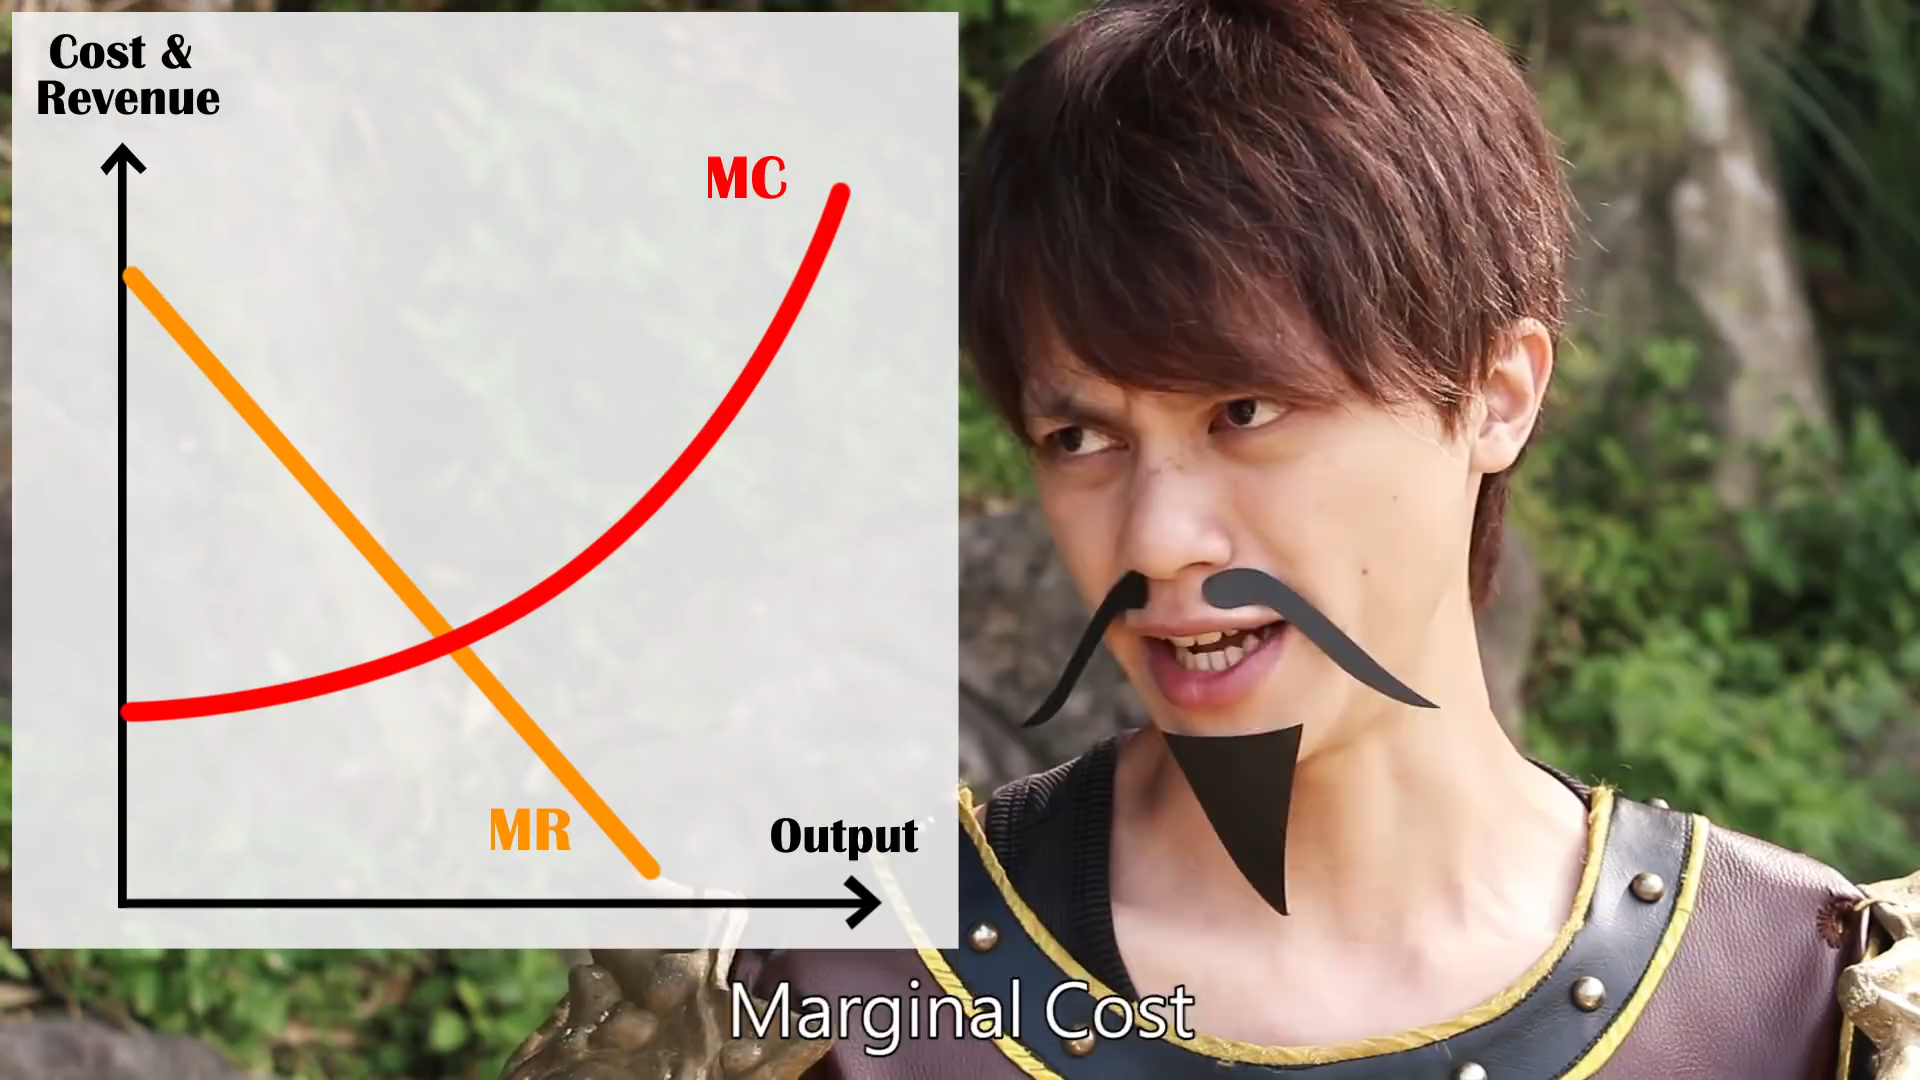 Cost &
Revenue
MC
MR
Output
Marginal Cost